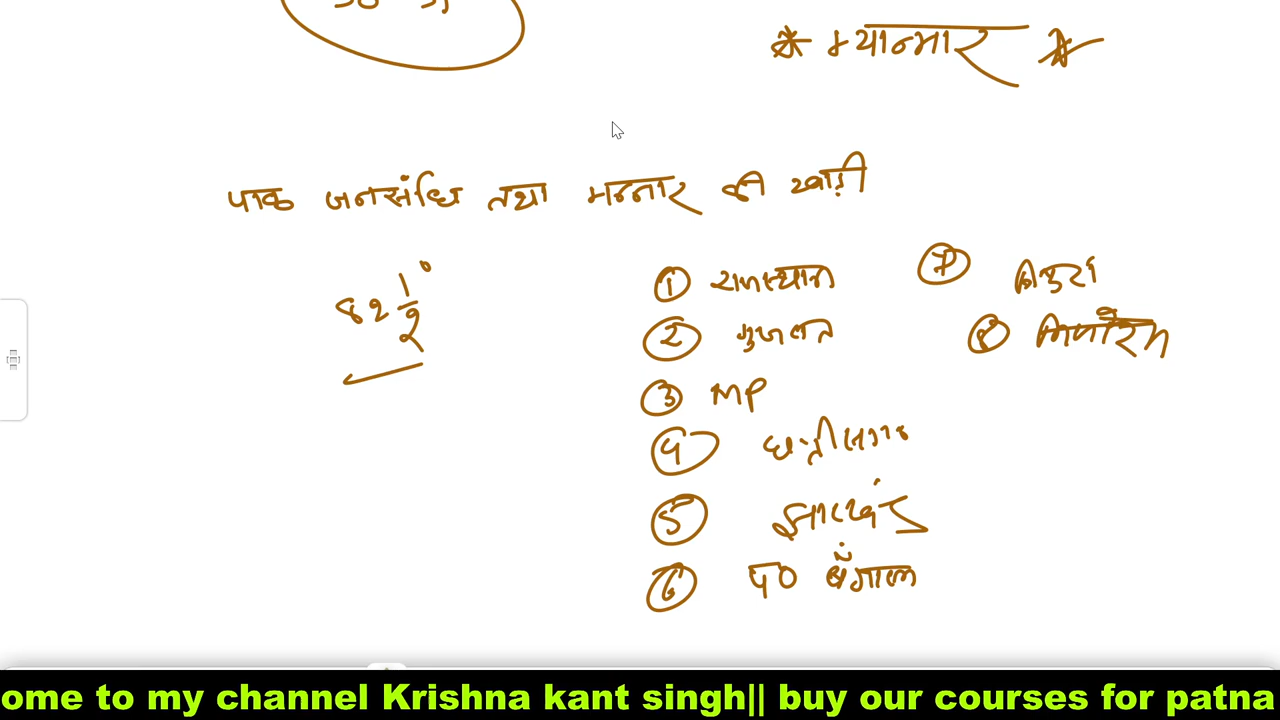 * म्यान्मार *
पाक जनसंधि तथा मन्नार की खाड़ी
82 1/2°
① राजस्थान
② गुजरात
③ MP
④ छत्तीसगढ
⑤ झारखंड
⑥ प० बंगाल
⑦ त्रिपुरा
⑧ मिजोरम
ome to my channel Krishna kant singh|| buy our courses for patna